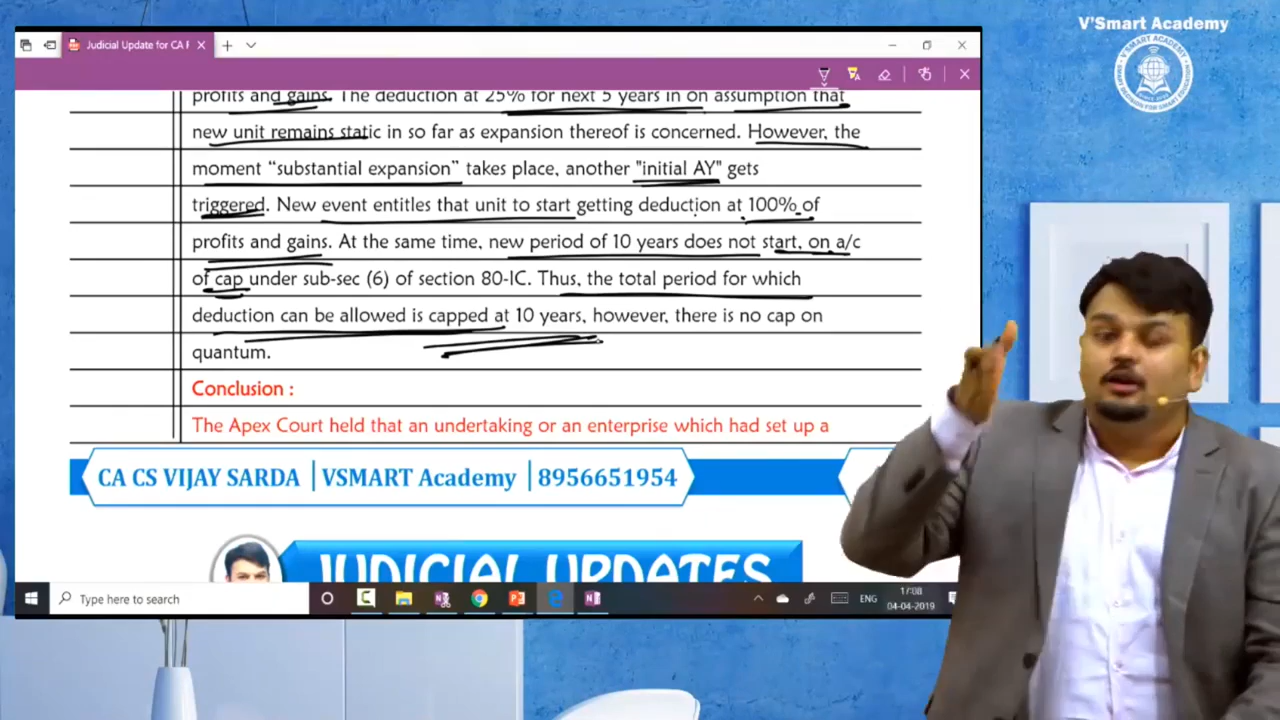 V'Smart Academy
Judicial Update for CA F
profits and gains. The deduction at 25% for next 5 years in on assumption that
new unit remains static in so far as expansion thereof is concerned. However, the
moment “substantial expansion” takes place, another "initial AY" gets
triggered. New event entitles that unit to start getting deduction at 100% of
profits and gains. At the same time, new period of 10 years does not start, on a/c
of cap under sub-sec (6) of section 80-IC. Thus, the total period for which
deduction can be allowed is capped at 10 years, however, there is no cap on
quantum.
Conclusion :
The Apex Court held that an undertaking or an enterprise which had set up a
CA CS VIJAY SARDA | VSMART Academy | 8956651954
JUDICIAL UPDATES
Type here to search
ENG
17:08
04-04-2019